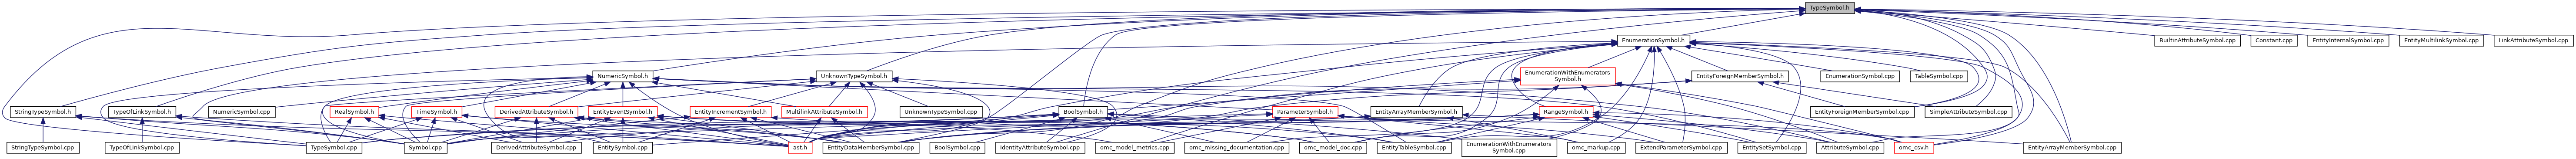 TypeSymbol.h
EnumerationSymbol.h
BuiltinAttributeSymbol.cpp
Constant.cpp
EntityInternalSymbol.cpp
EntityMultilinkSymbol.cpp
LinkAttributeSymbol.cpp
NumericSymbol.h
UnknownTypeSymbol.h
EnumerationWithEnumerators
Symbol.h
EntityForeignMemberSymbol.h
EnumerationSymbol.cpp
TableSymbol.cpp
StringTypeSymbol.h
TypeOfLinkSymbol.h
NumericSymbol.cpp
RealSymbol.h
TimeSymbol.h
DerivedAttributeSymbol.h
EntityEventSymbol.h
EntityIncrementSymbol.h
MultilinkAttributeSymbol.h
UnknownTypeSymbol.cpp
BoolSymbol.h
ParameterSymbol.h
EntityArrayMemberSymbol.h
RangeSymbol.h
EntityForeignMemberSymbol.cpp
SimpleAttributeSymbol.cpp
StringTypeSymbol.cpp
TypeOfLinkSymbol.cpp
TypeSymbol.cpp
Symbol.cpp
DerivedAttributeSymbol.cpp
EntitySymbol.cpp
ast.h
EntityDataMemberSymbol.cpp
BoolSymbol.cpp
IdentityAttributeSymbol.cpp
omc_model_metrics.cpp
omc_missing_documentation.cpp
omc_model_doc.cpp
EntityTableSymbol.cpp
EnumerationWithEnumerators
Symbol.cpp
omc_markup.cpp
ExtendParameterSymbol.cpp
EntitySetSymbol.cpp
AttributeSymbol.cpp
omc_csv.h
EntityArrayMemberSymbol.cpp